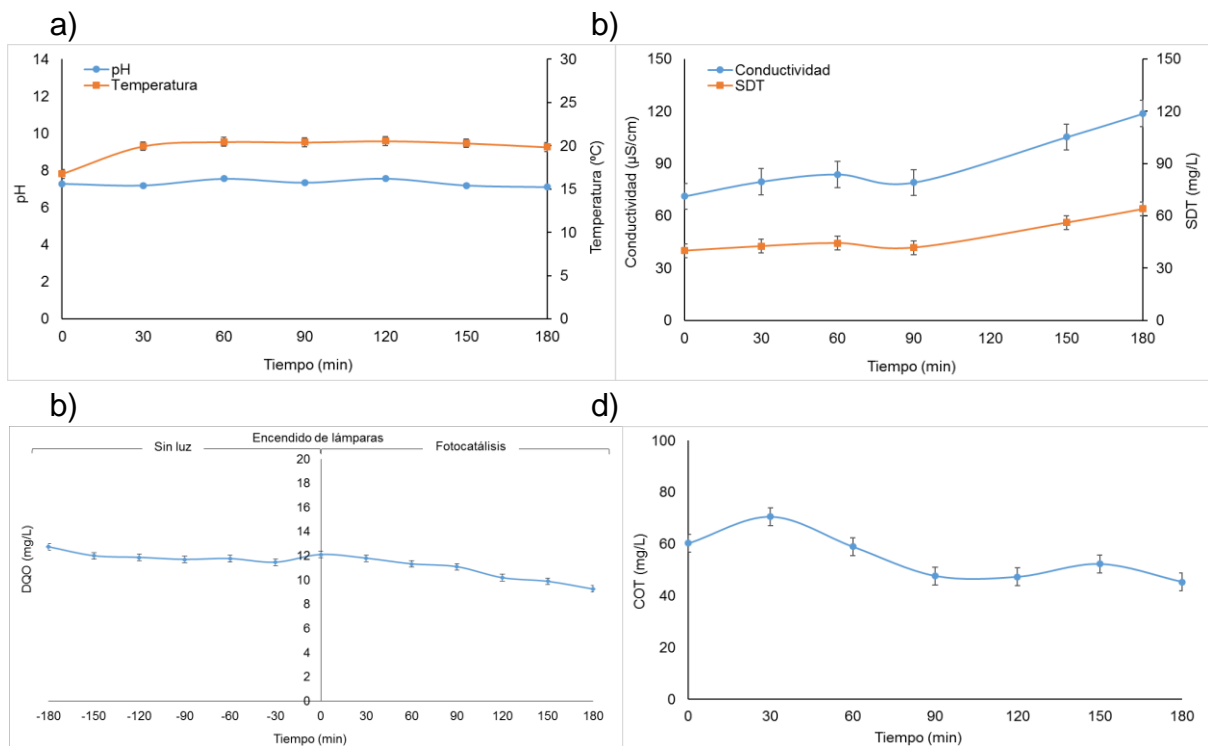 a)
14
12
10
8
6
4
2
0
pH
pH
Temperatura
30
25
20
15
10
5
0
Temperatura (ºC)
0 30 60 90 120 150 180
Tiempo (min)
b)
150
120
90
60
30
0
Conductividad (µS/cm)
Conductividad
SDT
150
120
90
60
30
0
SDT (mg/L)
0 30 60 90 120 150 180
Tiempo (min)
b)
Sin luz
Encendido de lámparas
Fotocatálisis
20
18
16
14
12
10
8
6
4
2
0
DQO (mg/L)
-180 -150 -120 -90 -60 -30 0 30 60 90 120 150 180
Tiempo (min)
d)
100
80
60
40
20
0
COT (mg/L)
0 30 60 90 120 150 180
Tiempo (min)